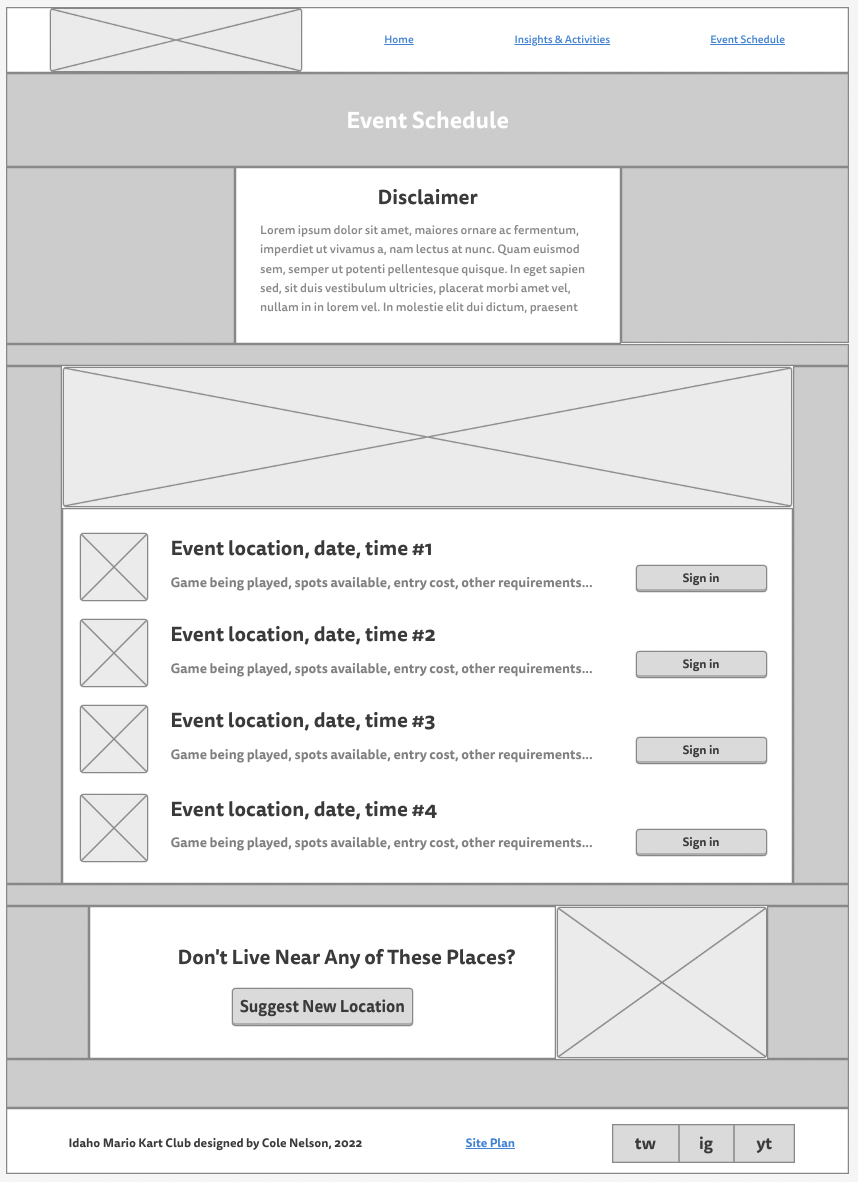 Home
Insights & Activities
Event Schedule
Event Schedule
Disclaimer
Lorem ipsum dolor sit amet, maiores ornare ac fermentum,
imperdiet ut vivamus a, nam lectus at nunc. Quam euismod
sem, semper ut potenti pellentesque quisque. In eget sapien
sed, sit duis vestibulum ultricies, placerat morbi amet vel,
nullam in in lorem vel. In molestie elit dui dictum, praesent
Event location, date, time #1
Game being played, spots available, entry cost, other requirements...
Sign in
Event location, date, time #2
Game being played, spots available, entry cost, other requirements...
Sign in
Event location, date, time #3
Game being played, spots available, entry cost, other requirements...
Sign in
Event location, date, time #4
Game being played, spots available, entry cost, other requirements...
Sign in
Don't Live Near Any of These Places?
Suggest New Location
Idaho Mario Kart Club designed by Cole Nelson, 2022
Site Plan
tw
ig
yt